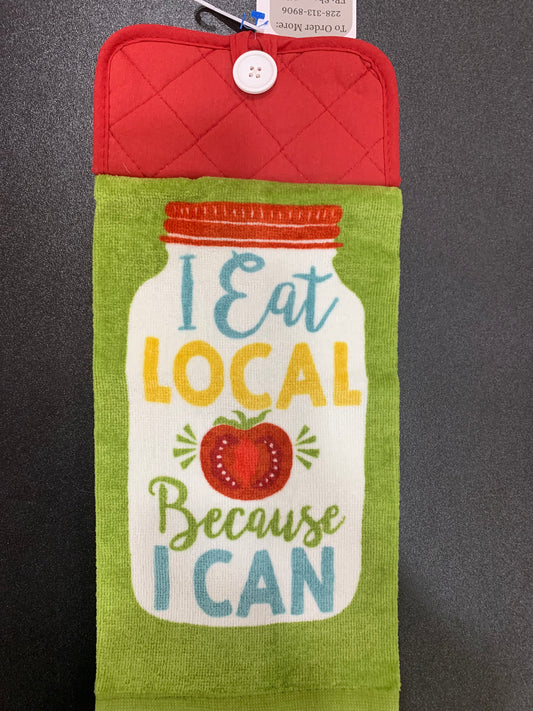 To Order More:
228-313-8906
I Eat
LOCAL
Because
I CAN